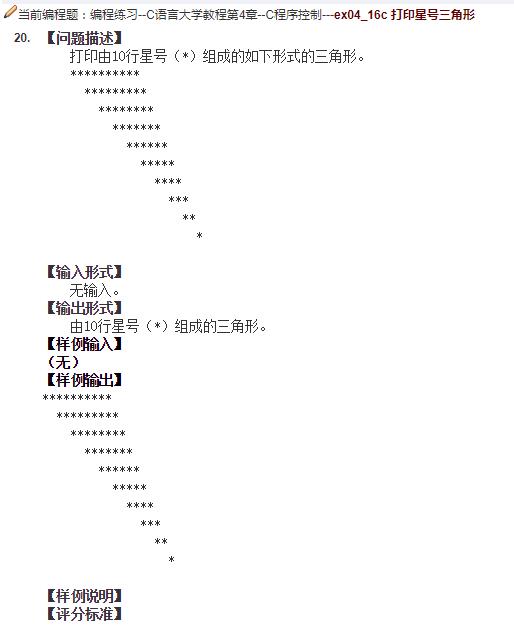 当前编程题：编程练习--C语言大学教程第4章--C程序控制---ex04_16c 打印星号三角形
20. 【问题描述】
    打印由10行星号（*）组成的如下形式的三角形。
    **********
      *********
        ********
          *******
            ******
              *****
                ****
                  ***
                    **
                      *
【输入形式】
    无输入。
【输出形式】
    由10行星号（*）组成的三角形。
【样例输入】
（无）
【样例输出】
**********
  *********
    ********
      *******
        ******
          *****
            ****
              ***
                **
                  *
【样例说明】
【评分标准】